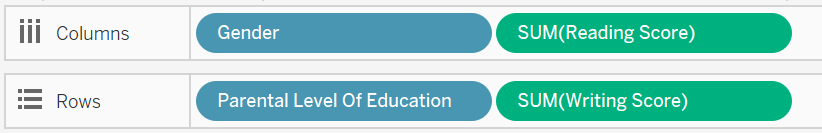 Columns Gender SUM(Reading Score)
Rows Parental Level Of Education SUM(Writing Score)